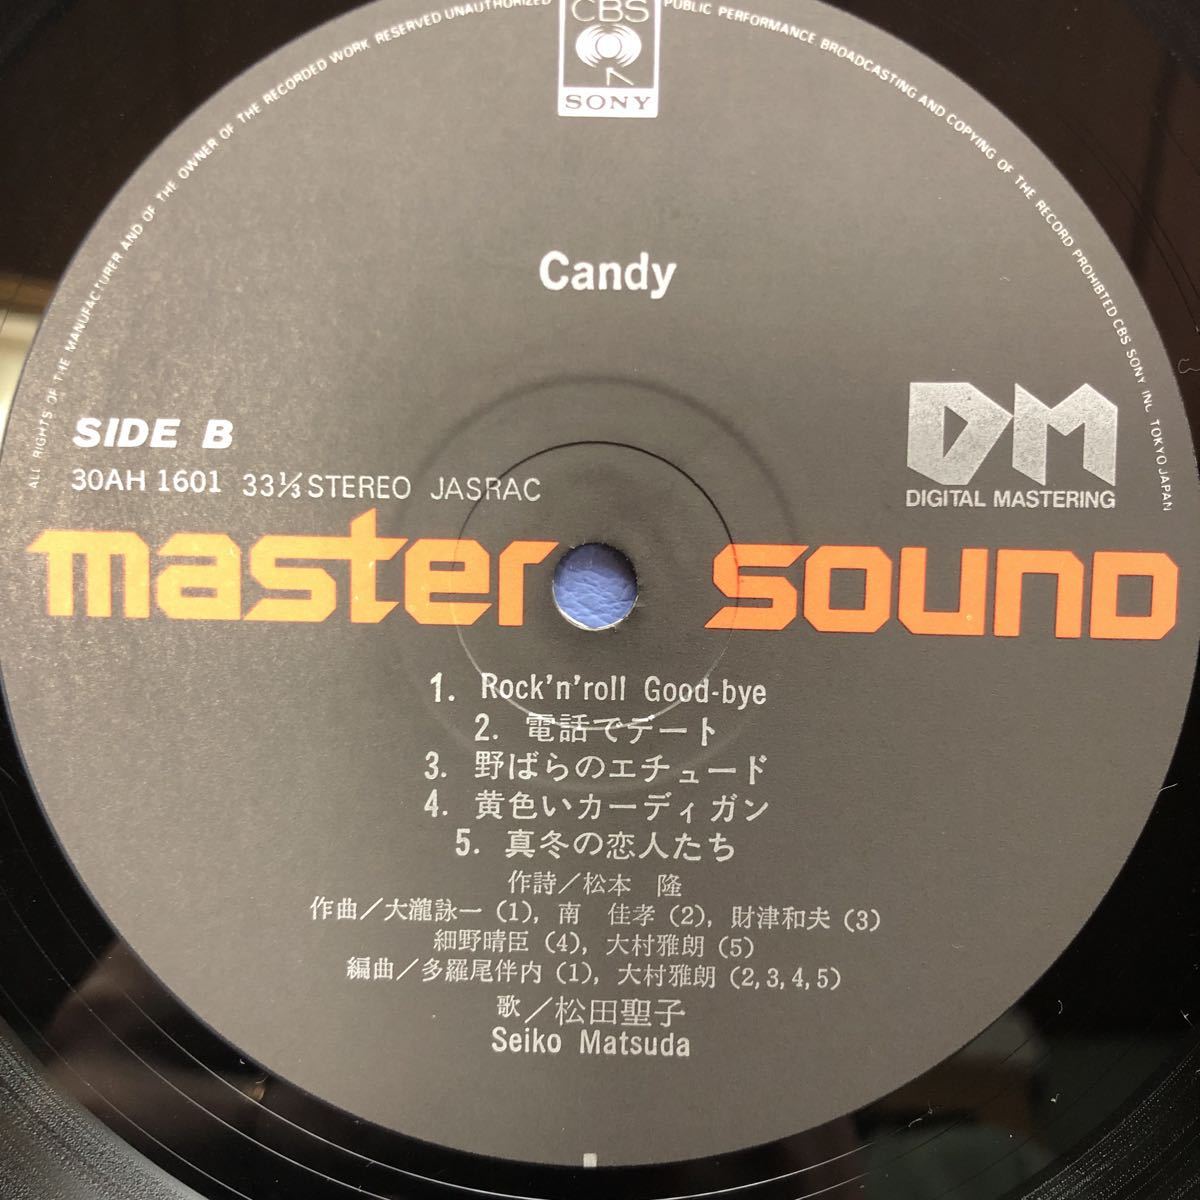 ALL RIGHTS OF THE MANUFACTURER AND OF THE OWNER OF THE RECORDED WORK RESERVED UNAUTHORIZED PUBLIC PERFORMANCE BROADCASTING AND COPYING OF THE RECORD PROHIBITED CBS SONY INC. TOKYO JAPAN
CBS
SONY
Candy
DM
DIGITAL MASTERING
SIDE B
30AH 1601 33⅓ STEREO JASRAC
master sound
1. Rock'n'roll Good-bye
2. 電話でデート
3. 野ばらのエチュード
4. 黄色いカーディガン
5. 真冬の恋人たち
作詩／松本 隆
作曲／大瀧詠一(1), 南 佳孝(2), 財津和夫(3)
細野晴臣(4), 大村雅朗(5)
編曲／多羅尾伴内(1), 大村雅朗(2,3,4,5)
歌／松田聖子
Seiko Matsuda